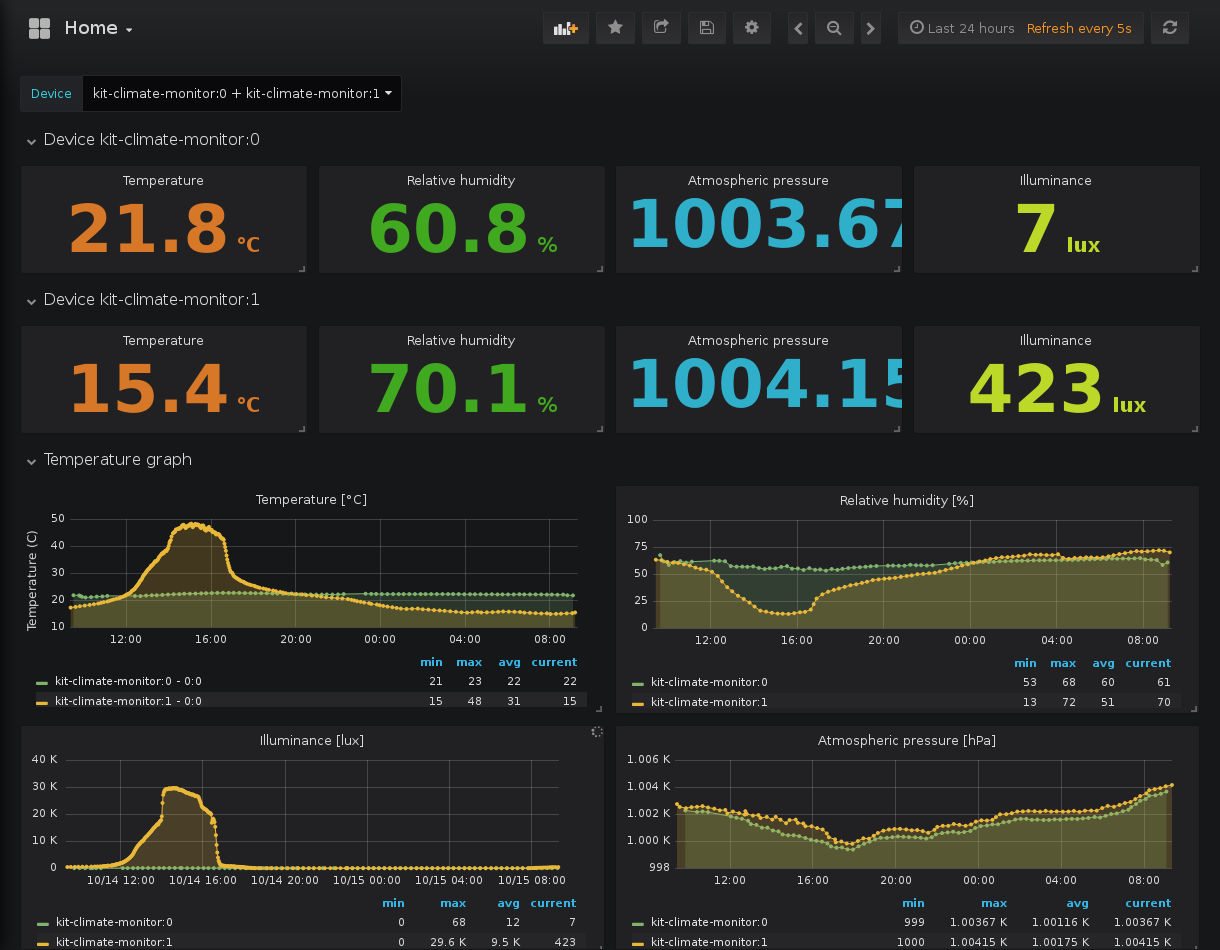 Home
Last 24 hours Refresh every 5s
Device kit-climate-monitor:0 + kit-climate-monitor:1
Device kit-climate-monitor:0
Temperature Relative humidity Atmospheric pressure Illuminance
21.8 °C 60.8 % 1003.67 7 lux
Device kit-climate-monitor:1
Temperature Relative humidity Atmospheric pressure Illuminance
15.4 °C 70.1 % 1004.15 423 lux
Temperature graph
Temperature [°C]
Temperature (C)
50
40
30
20
10
12:00 16:00 20:00 00:00 04:00 08:00
min max avg current
kit-climate-monitor:0 - 0:0 21 23 22 22
kit-climate-monitor:1 - 0:0 15 48 31 15
Relative humidity [%]
100
75
50
25
0
12:00 16:00 20:00 00:00 04:00 08:00
min max avg current
kit-climate-monitor:0 53 68 60 61
kit-climate-monitor:1 13 72 51 70
Illuminance [lux]
40 K
30 K
20 K
10 K
0
10/14 12:00 10/14 16:00 10/14 20:00 10/15 00:00 10/15 04:00 10/15 08:00
min max avg current
kit-climate-monitor:0 0 68 12 7
kit-climate-monitor:1 0 29.6 K 9.5 K 423
Atmospheric pressure [hPa]
1.006 K
1.004 K
1.002 K
1.000 K
998
12:00 16:00 20:00 00:00 04:00 08:00
min max avg current
kit-climate-monitor:0 999 1.00367 K 1.00116 K 1.00367 K
kit-climate-monitor:1 1000 1.00415 K 1.00175 K 1.00415 K